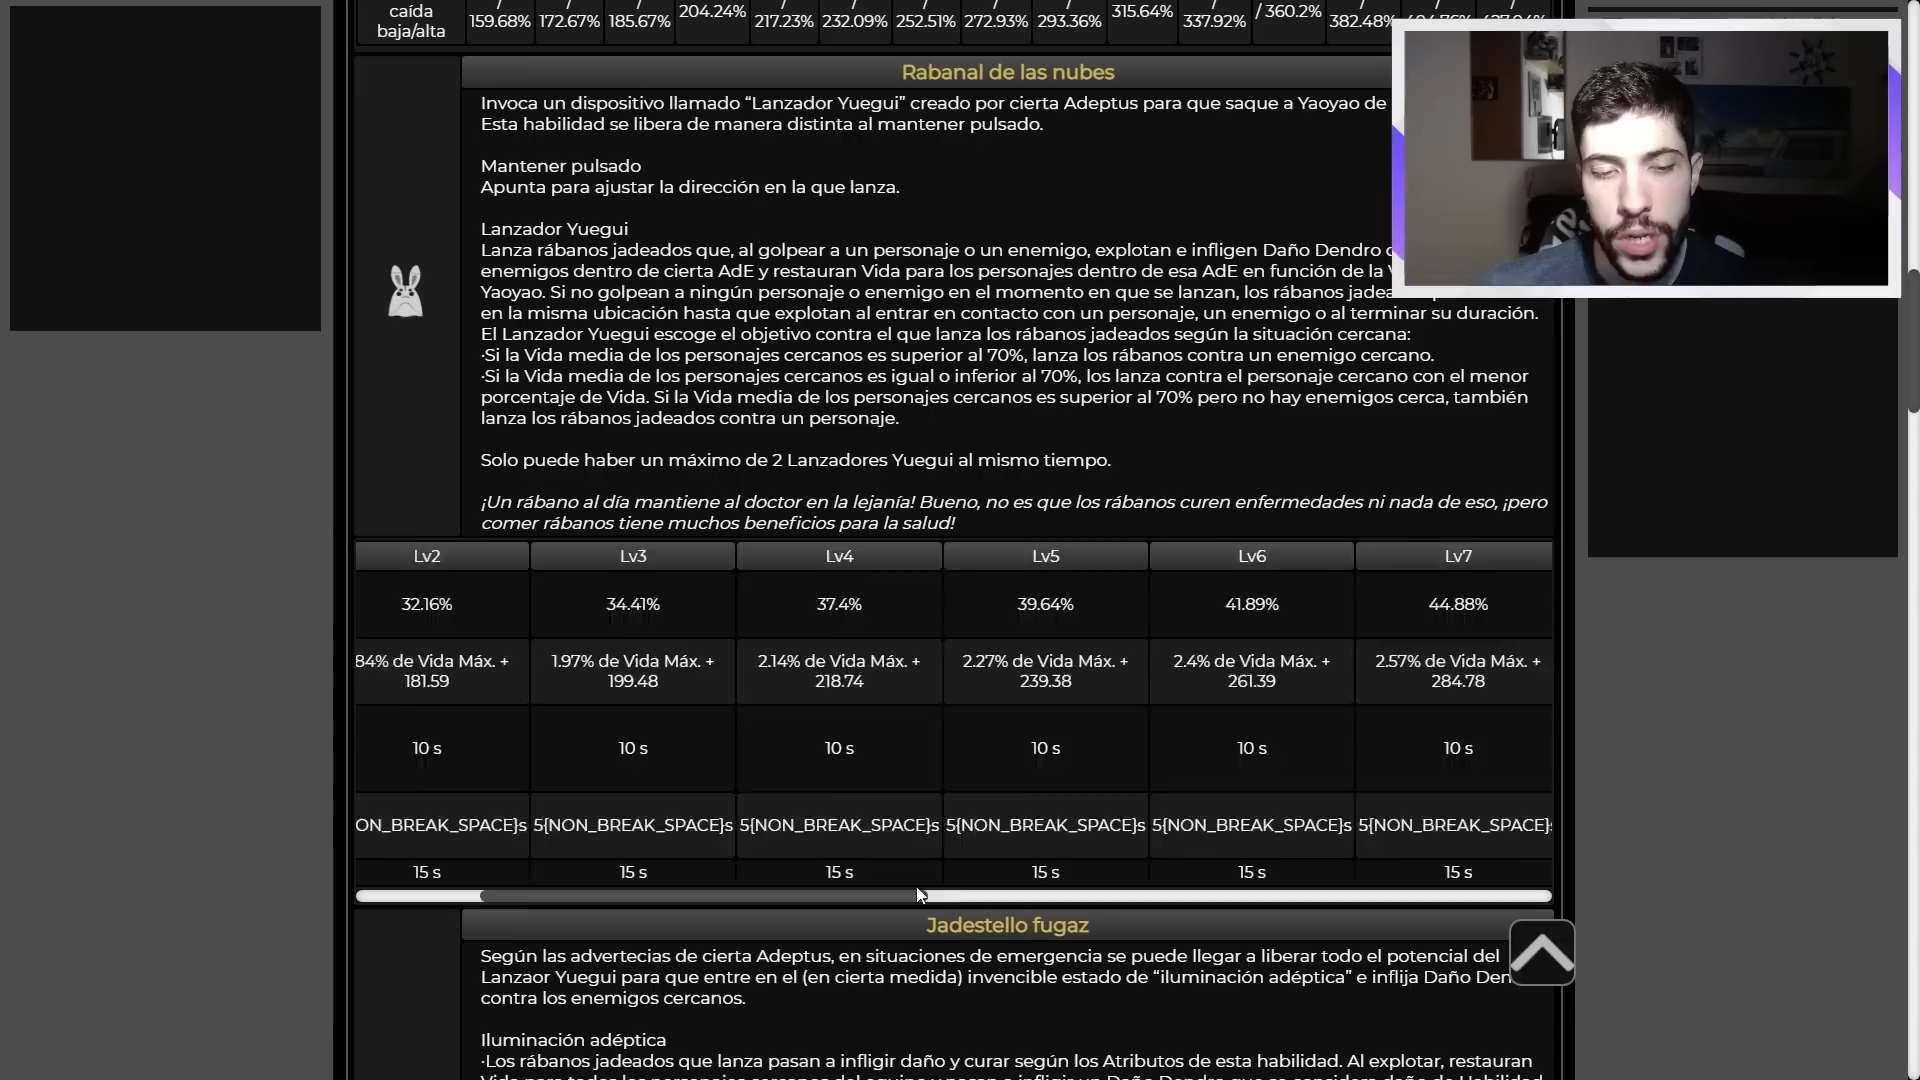 caída
baja/alta
/ 159.68%
/ 172.67%
/ 185.67%
204.24%
/ 217.23%
/ 232.09%
/ 252.51%
/ 272.93%
/ 293.36%
315.64%
/ 337.92%
/ 360.2%
/ 382.48%
Rabanal de las nubes
Invoca un dispositivo llamado “Lanzador Yuegui” creado por cierta Adeptus para que saque a Yaoyao de
Esta habilidad se libera de manera distinta al mantener pulsado.
Mantener pulsado
Apunta para ajustar la dirección en la que lanza.
Lanzador Yuegui
Lanza rábanos jadeados que, al golpear a un personaje o un enemigo, explotan e infligen Daño Dendro
enemigos dentro de cierta AdE y restauran Vida para los personajes dentro de esa AdE en función de la
Yaoyao. Si no golpean a ningún personaje o enemigo en el momento en que se lanzan, los rábanos
en la misma ubicación hasta que explotan al entrar en contacto con un personaje, un enemigo o al terminar su duración.
El Lanzador Yuegui escoge el objetivo contra el que lanza los rábanos jadeados según la situación cercana:
·Si la Vida media de los personajes cercanos es superior al 70%, lanza los rábanos contra un enemigo cercano.
·Si la Vida media de los personajes cercanos es igual o inferior al 70%, los lanza contra el personaje cercano con el menor
porcentaje de Vida. Si la Vida media de los personajes cercanos es superior al 70% pero no hay enemigos cerca, también
lanza los rábanos jadeados contra un personaje.
Solo puede haber un máximo de 2 Lanzadores Yuegui al mismo tiempo.
¡Un rábano al día mantiene al doctor en la lejanía! Bueno, no es que los rábanos curen enfermedades ni nada de eso, ¡pero
comer rábanos tiene muchos beneficios para la salud!
Lv2 Lv3 Lv4 Lv5 Lv6 Lv7
32.16% 34.41% 37.4% 39.64% 41.89% 44.88%
84% de Vida Máx. + 1.97% de Vida Máx. + 2.14% de Vida Máx. + 2.27% de Vida Máx. + 2.4% de Vida Máx. + 2.57% de Vida Máx. +
181.59 199.48 218.74 239.38 261.39 284.78
10 s 10 s 10 s 10 s 10 s 10 s
ON_BREAK_SPACE}s 5{NON_BREAK_SPACE}s 5{NON_BREAK_SPACE}s 5{NON_BREAK_SPACE}s 5{NON_BREAK_SPACE}s 5{NON_BREAK_SPACE}
15 s 15 s 15 s 15 s 15 s 15 s
Jadestello fugaz
Según las advertecias de cierta Adeptus, en situaciones de emergencia se puede llegar a liberar todo el potencial del
Lanzaor Yuegui para que entre en el (en cierta medida) invencible estado de “iluminación adéptica” e inflija Daño Den
contra los enemigos cercanos.
Iluminación adéptica
·Los rábanos jadeados que lanza pasan a infligir daño y curar según los Atributos de esta habilidad. Al explotar, restauran